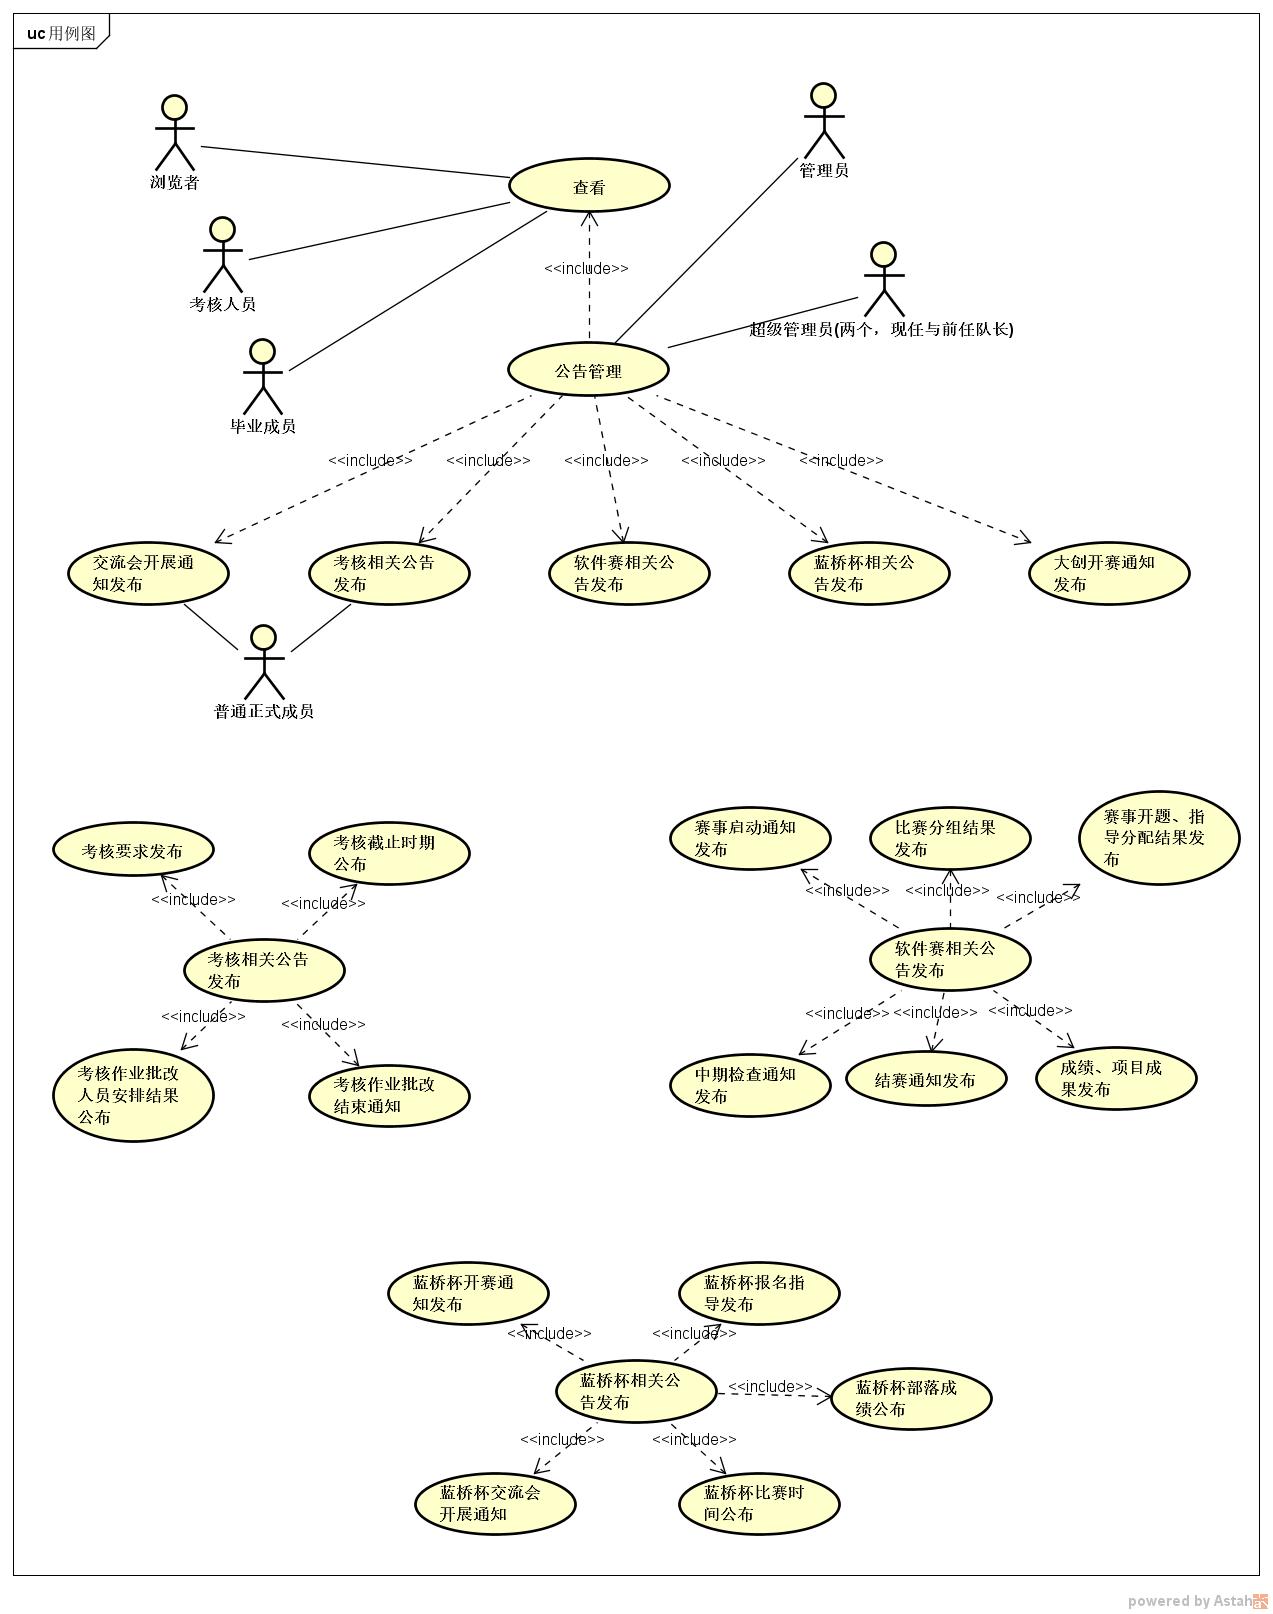 uc 用例图
管理员
浏览者
查看
考核人员
<<include>>
超级管理员(两个，现任与前任队长)
公告管理
毕业成员
<<include>>
<<include>>
<<include>>
<<include>>
<<include>>
交流会开展通
知发布
考核相关公告
发布
软件赛相关公
告发布
蓝桥杯相关公
告发布
大创开赛通知
发布
普通正式成员
考核要求发布
考核截止时期
公布
<<include>>
<<include>>
考核相关公告
发布
<<include>>
<<include>>
考核作业批改
人员安排结果
公布
考核作业批改
结束通知
赛事启动通知
发布
比赛分组结果
发布
赛事开题、指
导分配结果发
布
<<include>>
<<include>>
<<include>>
软件赛相关公
告发布
<<include>>
<<include>>
<<include>>
中期检查通知
发布
结赛通知发布
成绩、项目成
果发布
蓝桥杯开赛通
知发布
蓝桥杯报名指
导发布
<<include>>
<<include>>
蓝桥杯相关公
告发布
<<include>>
蓝桥杯部落成
绩公布
<<include>>
<<include>>
蓝桥杯交流会
开展通知
蓝桥杯比赛时
间公布
powered by Astah